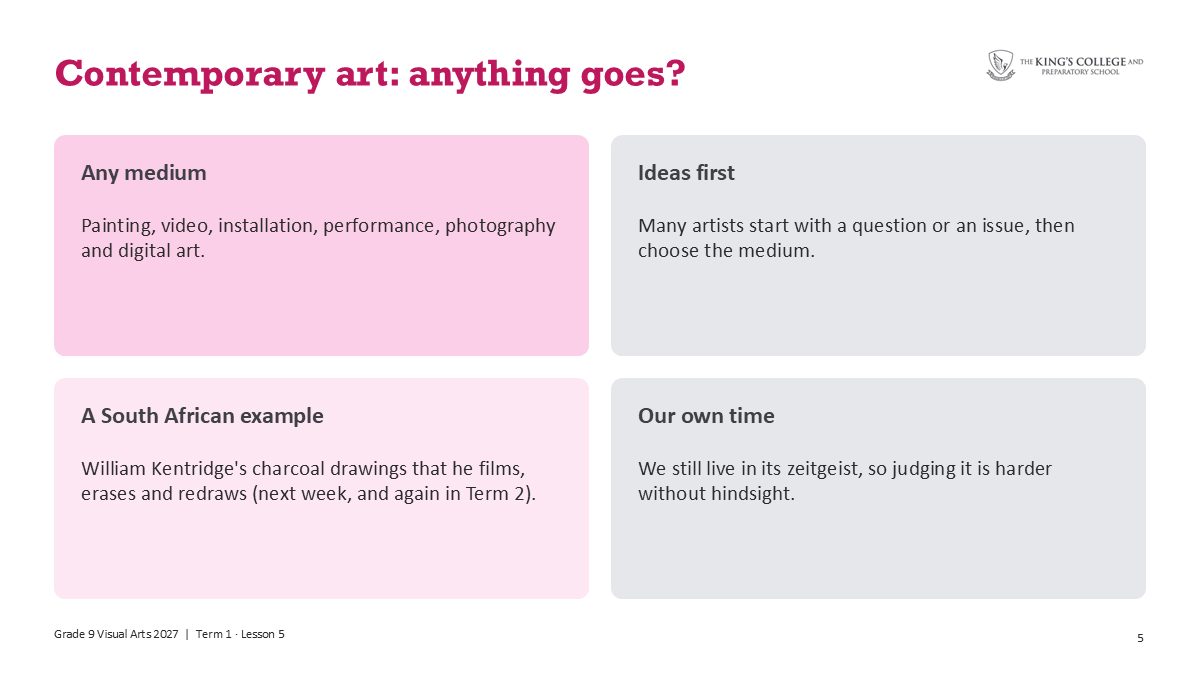 Contemporary art: anything goes?
THE KING'S COLLEGE AND
PREPARATORY SCHOOL
Any medium
Painting, video, installation, performance, photography
and digital art.
Ideas first
Many artists start with a question or an issue, then
choose the medium.
A South African example
William Kentridge's charcoal drawings that he films,
erases and redraws (next week, and again in Term 2).
Our own time
We still live in its zeitgeist, so judging it is harder
without hindsight.
Grade 9 Visual Arts 2027 | Term 1 · Lesson 5
5